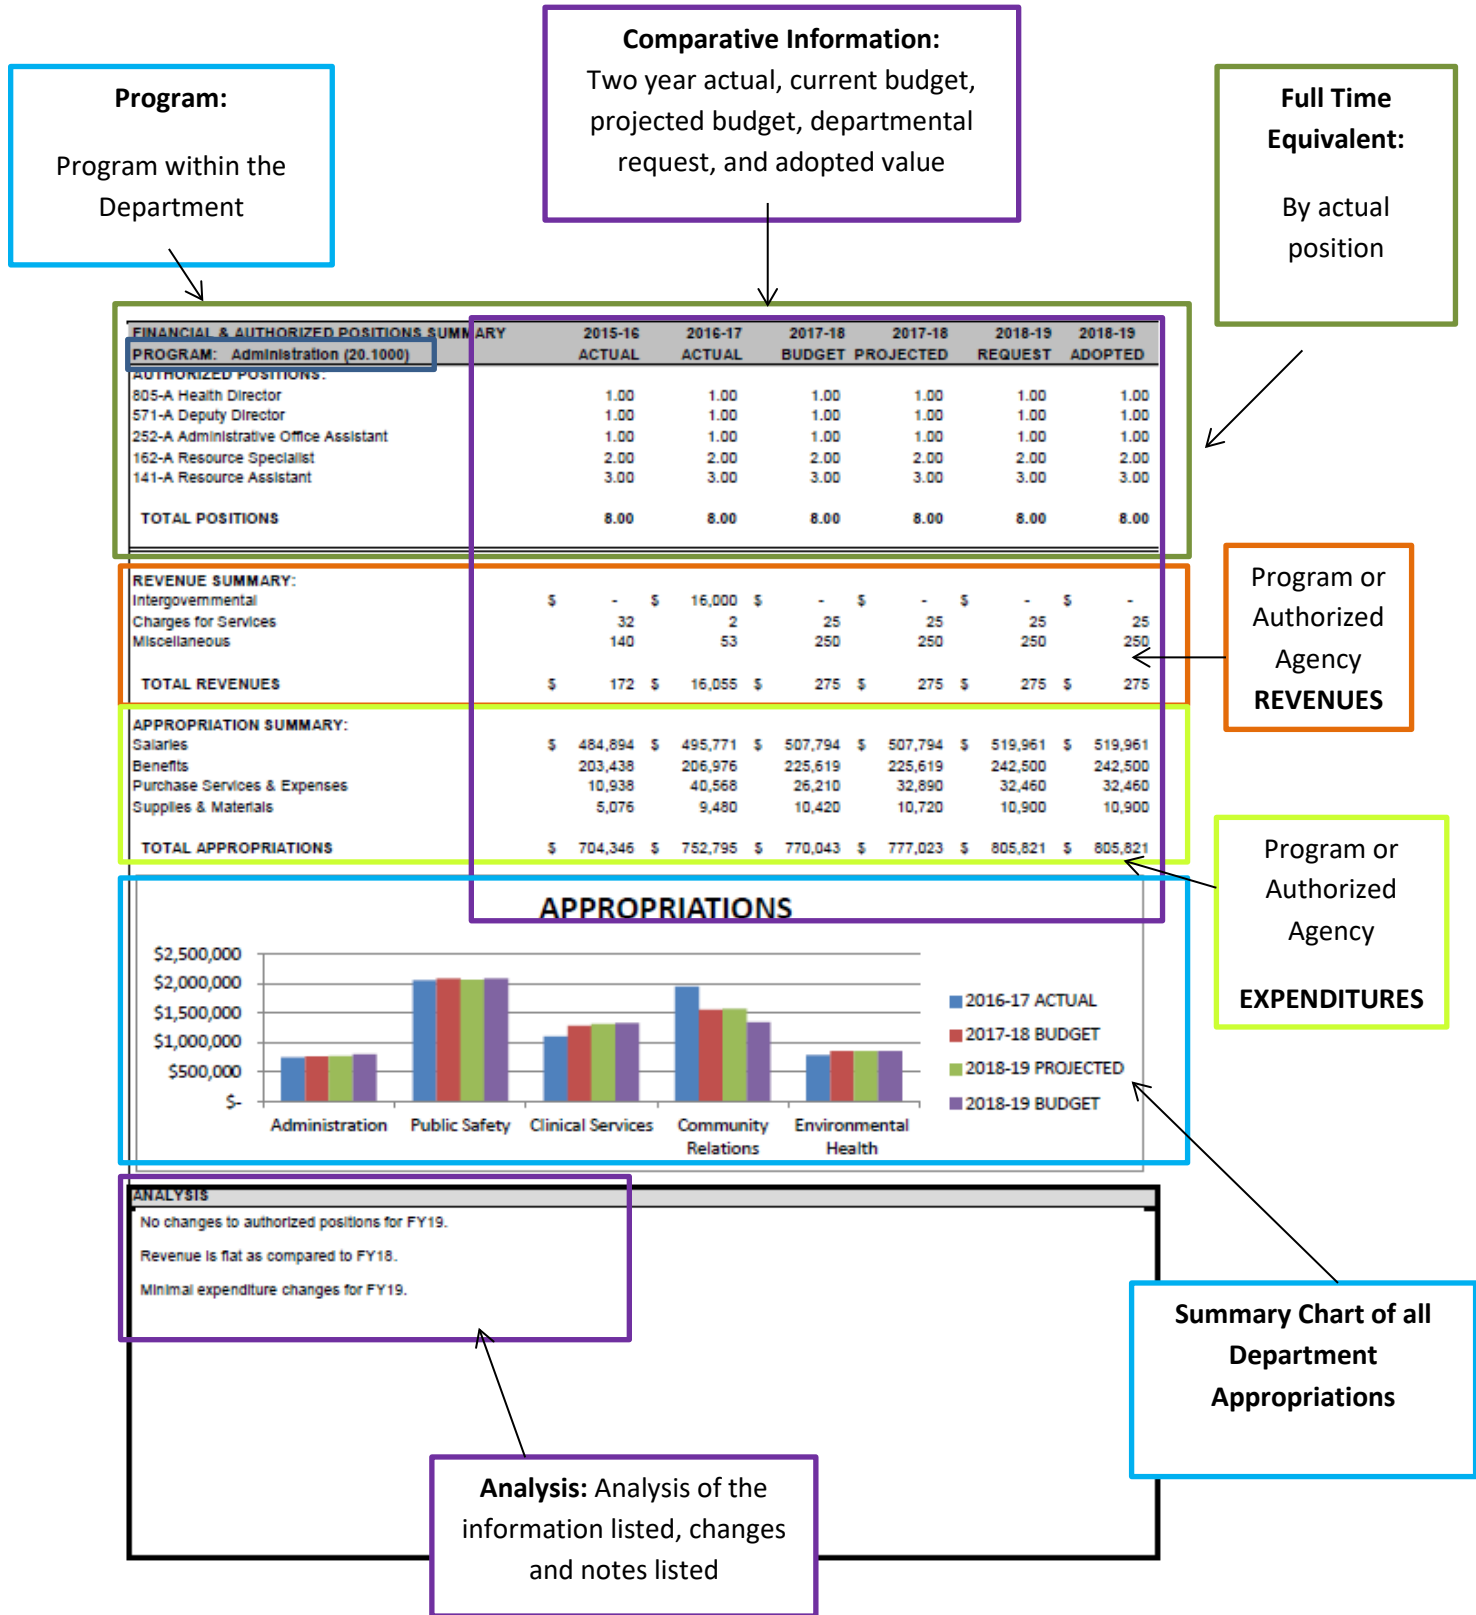 Comparative Information:
Two year actual, current budget,
projected budget, departmental
request, and adopted value
Program:
Program within the
Department
Full Time
Equivalent:
By actual
position
FINANCIAL & AUTHORIZED POSITIONS SUMMARY 2015-16 2016-17 2017-18 2017-18 2018-19 2018-19
PROGRAM: Administration (20.1000) ACTUAL ACTUAL BUDGET PROJECTED REQUEST ADOPTED
AUTHORIZED POSITIONS:
805-A Health Director 1.00 1.00 1.00 1.00 1.00 1.00
571-A Deputy Director 1.00 1.00 1.00 1.00 1.00 1.00
252-A Administrative Office Assistant 1.00 1.00 1.00 1.00 1.00 1.00
162-A Resource Specialist 2.00 2.00 2.00 2.00 2.00 2.00
141-A Resource Assistant 3.00 3.00 3.00 3.00 3.00 3.00
TOTAL POSITIONS 8.00 8.00 8.00 8.00 8.00 8.00
REVENUE SUMMARY:
Intergovernmental $ - $ 16,000 $ - $ - $ - $ -
Charges for Services 32 2 25 25 25 25
Miscellaneous 140 53 250 250 250 250
TOTAL REVENUES $ 172 $ 16,055 $ 275 $ 275 $ 275 $ 275
Program or
Authorized
Agency
REVENUES
APPROPRIATION SUMMARY:
Salaries $ 484,894 $ 495,771 $ 507,794 $ 507,794 $ 519,961 $ 519,961
Benefits 203,438 206,976 225,619 225,619 242,500 242,500
Purchase Services & Expenses 10,938 40,568 26,210 32,890 32,460 32,460
Supplies & Materials 5,076 9,480 10,420 10,720 10,900 10,900
TOTAL APPROPRIATIONS $ 704,346 $ 752,795 $ 770,043 $ 777,023 $ 805,821 $ 805,821
Program or
Authorized
Agency
EXPENDITURES
APPROPRIATIONS
$2,500,000
$2,000,000
$1,500,000
$1,000,000
$500,000
$-
Administration Public Safety Clinical Services Community Environmental
Relations Health
2016-17 ACTUAL
2017-18 BUDGET
2018-19 PROJECTED
2018-19 BUDGET
ANALYSIS
No changes to authorized positions for FY19.
Revenue is flat as compared to FY18.
Minimal expenditure changes for FY19.
Summary Chart of all
Department
Appropriations
Analysis: Analysis of the
information listed, changes
and notes listed